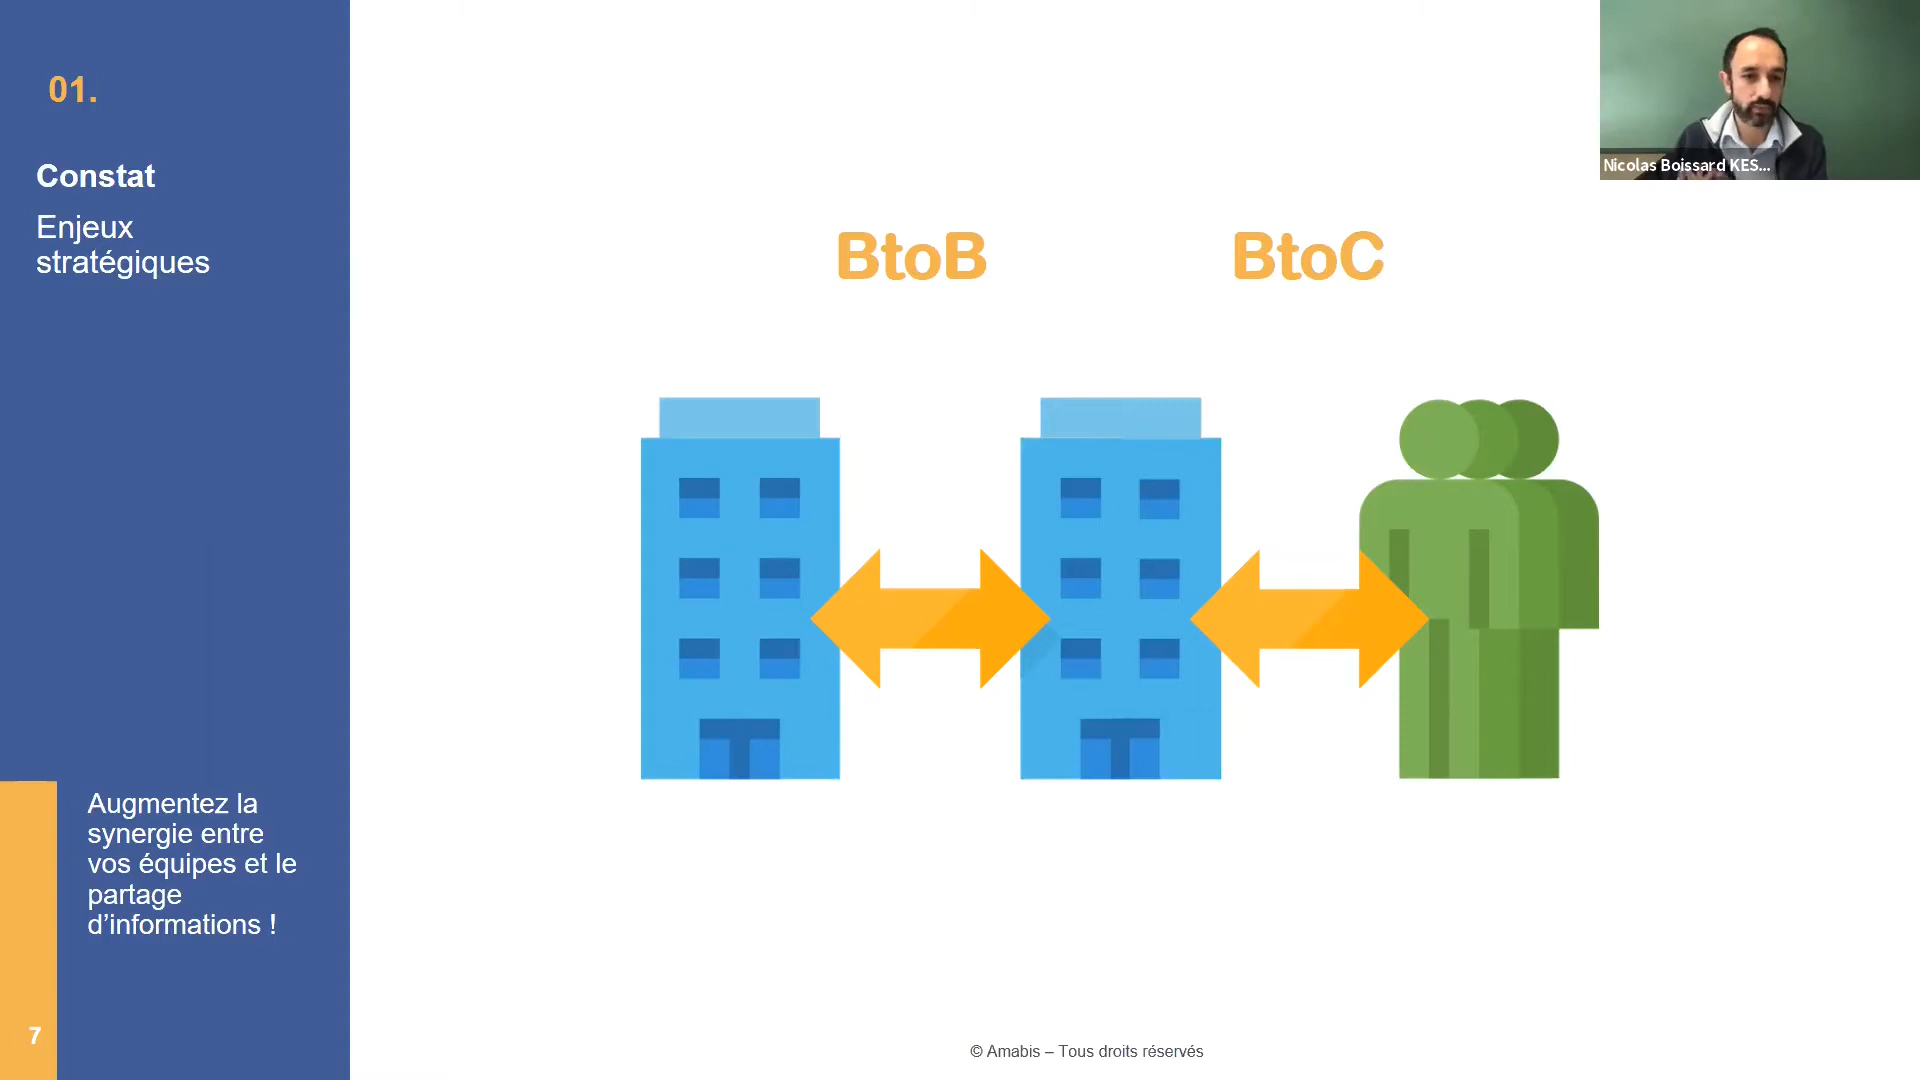 01.
Constat
Enjeux
stratégiques
BtoB
BtoC
Nicolas Boissard KES...
Augmentez la
synergie entre
vos équipes et le
partage
d’informations !
7
© Amabis – Tous droits réservés